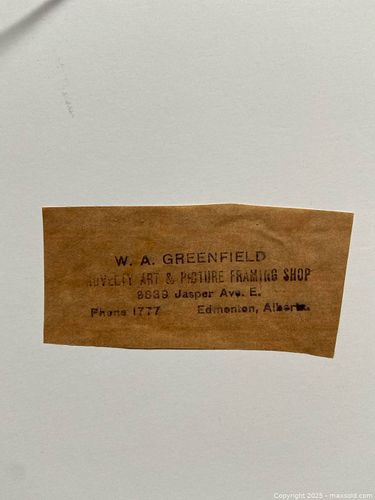 W. A. GREENFIELD
NOVELTY ART & PICTURE FRAMING SHOP
Jasper Ave. E.
Phone 1777 Edmonton, Alberta.
Copyright 2025 - maxsold.com